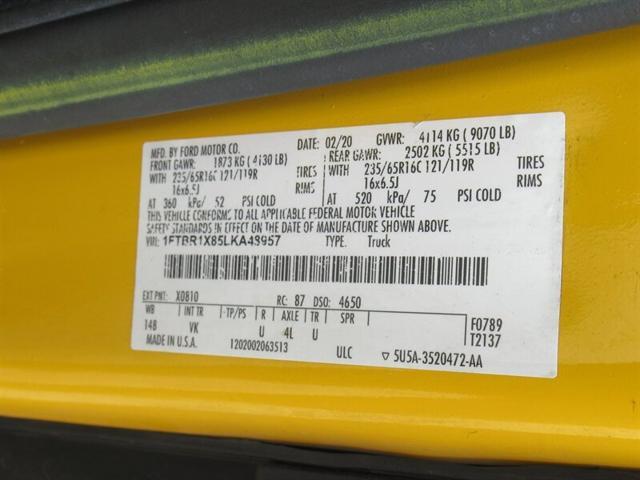 MFD. BY FORD MOTOR CO. DATE: 02/20 GVWR: 4114 KG ( 9070 LB)
FRONT GAWR: 1873 KG ( 4130 LB) REAR GAWR: 2502 KG ( 5515 LB)
WITH 235/65R16C 121/119R TIRES WITH 235/65R16C 121/119R TIRES
16x6.5J RIMS 16x6.5J RIMS
AT 360 kPa/ 52 PSI COLD AT 520 kPa/ 75 PSI COLD
THIS VEHICLE CONFORMS TO ALL APPLICABLE FEDERAL MOTOR VEHICLE
SAFETY STANDARDS IN EFFECT ON THE DATE OF MANUFACTURE
VIN: 1FTBR1X85LKA43957 TYPE: Truck
EXT PNT: XD810 RC: 87 DSO: 4650
WB INT TR TP/PS R AXLE TR SPR F0789
148 VK U 4L U T2137
MADE IN U.S.A. 1202002063513 ULC ▽ 5U5A-3520472-AA